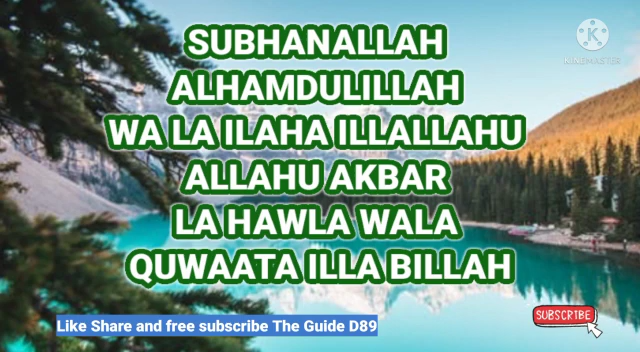 SUBHANALLAH
ALHAMDULILLAH
WA LA ILAHA ILLALLAHU
ALLAHU AKBAR
LA HAWLA WALA
QUWAATA ILLA BILLAH
K
KINEMASTER
SUBSCRIBE
Like Share and free subscribe The Guide D89